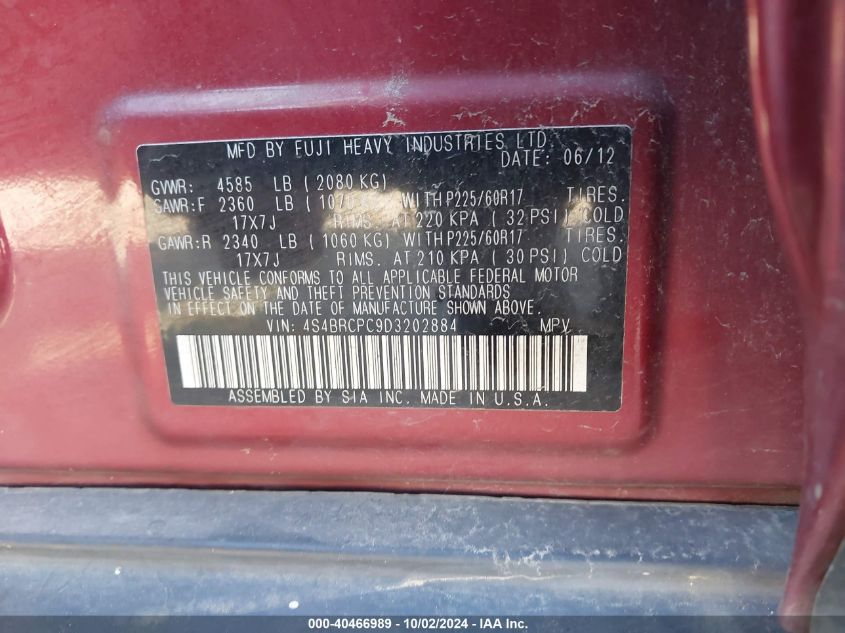 MFD BY FUJI HEAVY INDUSTRIES LTD.
DATE: 06/12
GVWR: 4585 LB ( 2080 KG)
GAWR:F 2360 LB ( 1070 WITH P225/60R17 TIRES.
17X7J RIMS. AT 220 KPA ( 32 PSI) COLD
GAWR:R 2340 LB ( 1060 KG) WITH P225/60R17 TIRES.
17X7J RIMS. AT 210 KPA ( 30 PSI) COLD
THIS VEHICLE CONFORMS TO ALL APPLICABLE FEDERAL MOTOR
VEHICLE SAFETY AND THEFT PREVENTION STANDARDS
IN EFFECT ON THE DATE OF MANUFACTURE SHOWN ABOVE.
VIN: 4S4BRCPC9D3202884 MPV
ASSEMBLED BY SIA INC. MADE IN U.S.A.
000-40466989 - 10/02/2024 - IAA Inc.